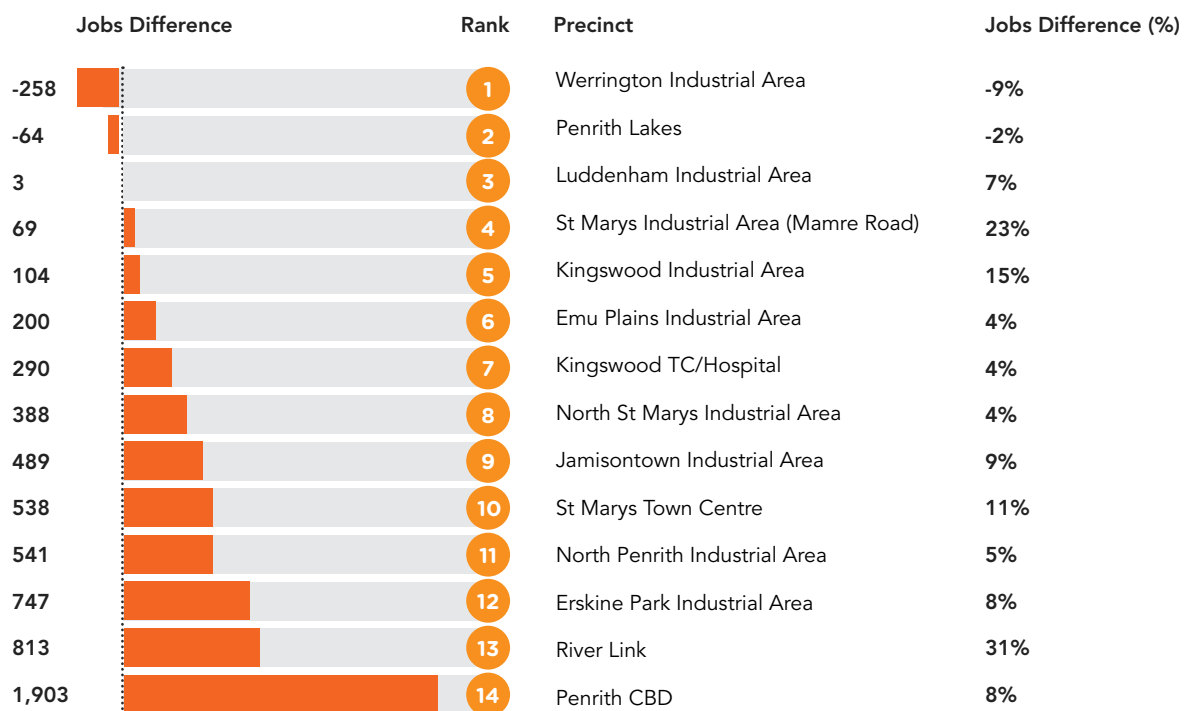 Jobs Difference Rank Precinct Jobs Difference (%)
-258 1 Werrington Industrial Area -9%
-64 2 Penrith Lakes -2%
3 3 Luddenham Industrial Area 7%
69 4 St Marys Industrial Area (Mamre Road) 23%
104 5 Kingswood Industrial Area 15%
200 6 Emu Plains Industrial Area 4%
290 7 Kingswood TC/Hospital 4%
388 8 North St Marys Industrial Area 4%
489 9 Jamisontown Industrial Area 9%
538 10 St Marys Town Centre 11%
541 11 North Penrith Industrial Area 5%
747 12 Erskine Park Industrial Area 8%
813 13 River Link 31%
1,903 14 Penrith CBD 8%